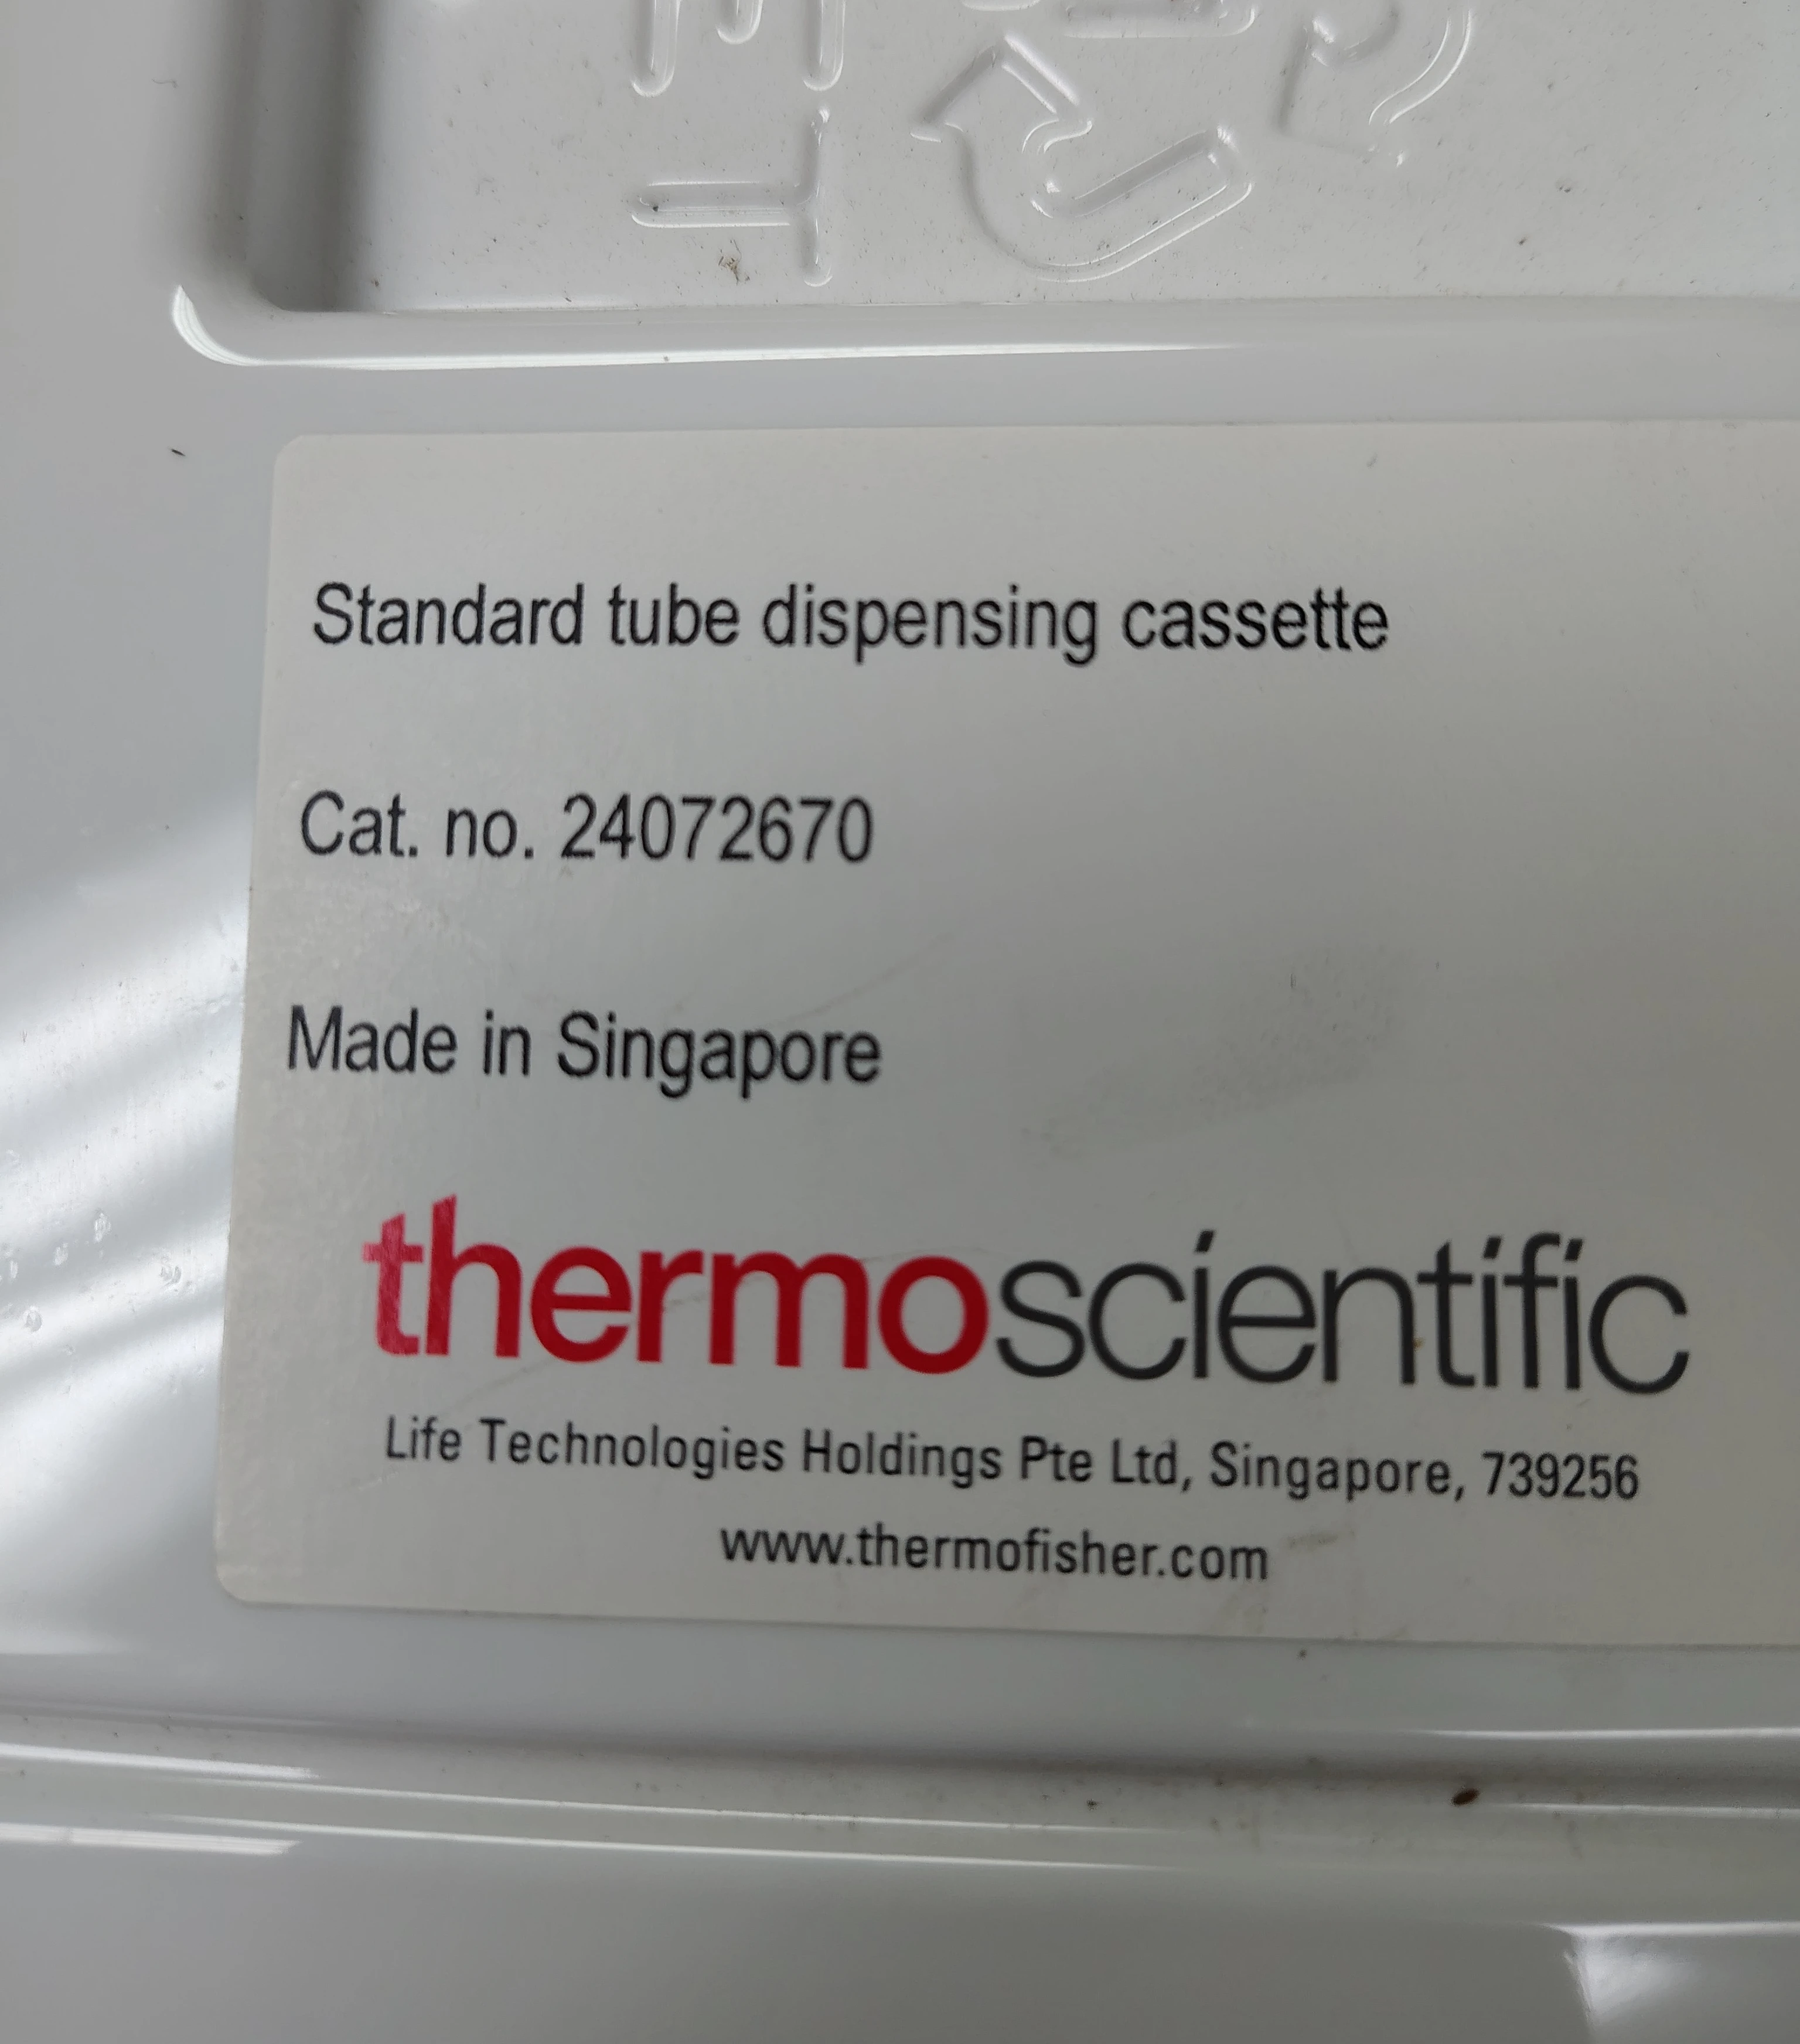 Standard tube dispensing cassette
Cat. no. 24072670
Made in Singapore
thermoscientific
Life Technologies Holdings Pte Ltd, Singapore, 739256
www.thermofisher.com